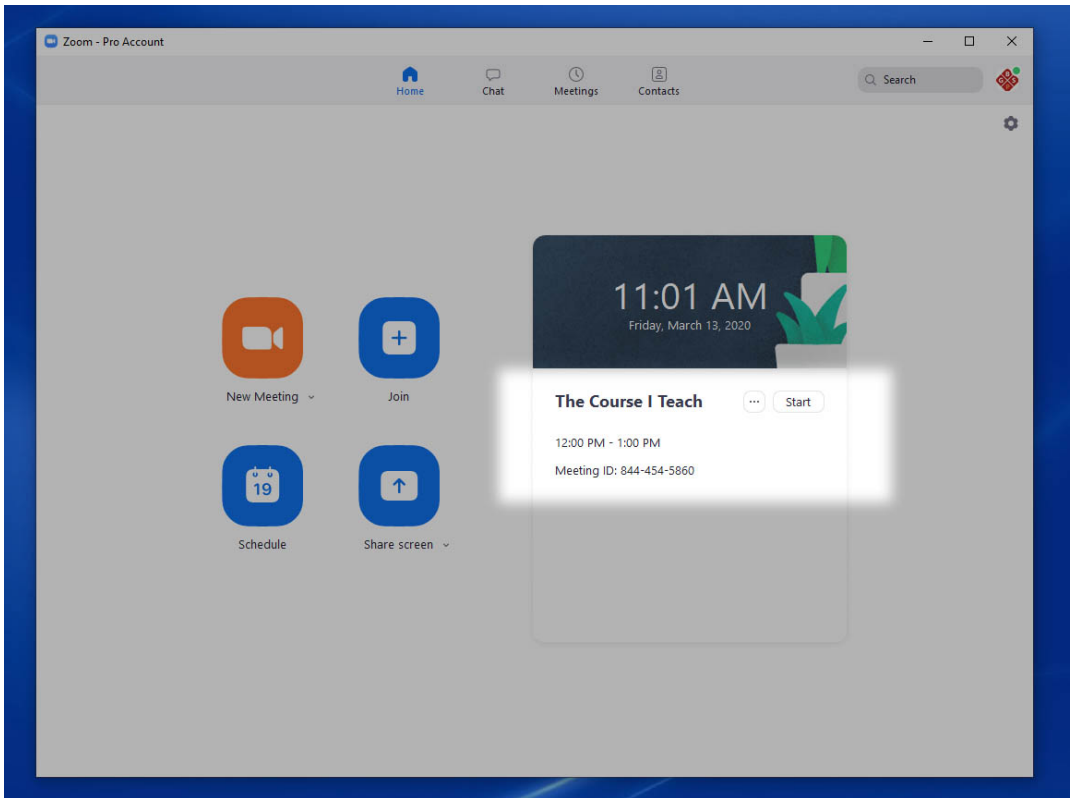 Zoom - Pro Account
Home Chat Meetings Contacts
Search
11:01 AM
Friday, March 13, 2020
New Meeting
Join
The Course I Teach
... Start
12:00 PM - 1:00 PM
Meeting ID: 844-454-5860
19
Schedule
Share screen